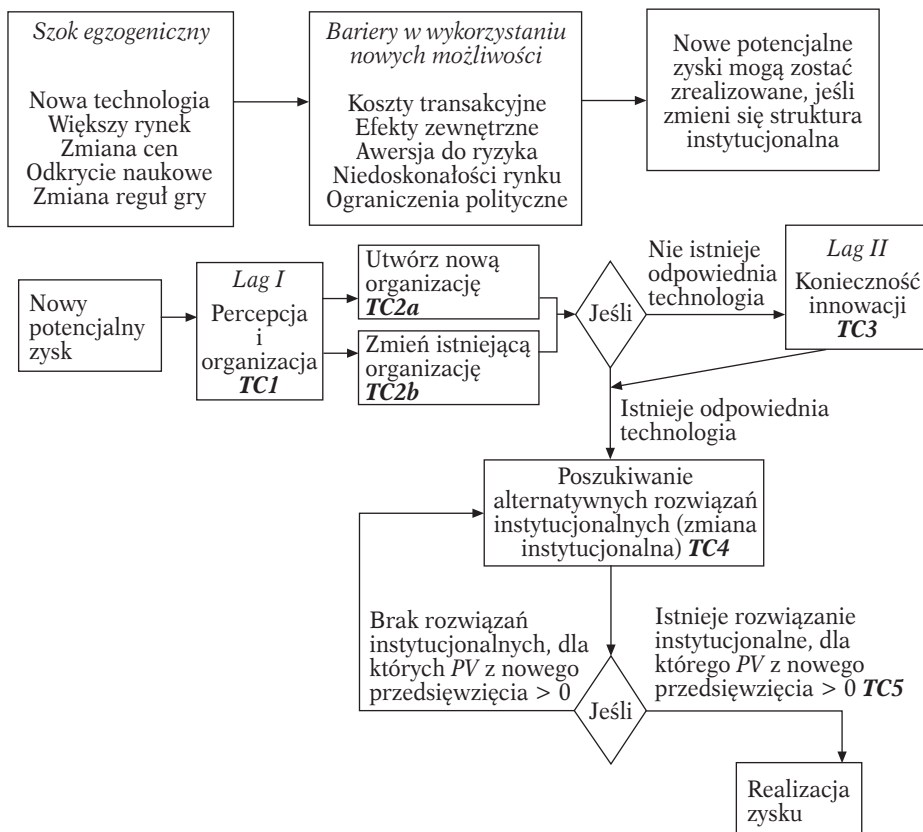 Szok egzogeniczny
Nowa technologia
Większy rynek
Zmiana cen
Odkrycie naukowe
Zmiana reguł gry
Bariery w wykorzystaniu
nowych możliwości
Koszty transakcyjne
Efekty zewnętrzne
Awersja do ryzyka
Niedoskonałości rynku
Ograniczenia polityczne
Nowe potencjalne
zyski mogą zostać
zrealizowane, jeśli
zmieni się struktura
instytucjonalna
Nowy
potencjalny
zysk
Lag I
Percepcja
i
organizacja
TC1
Utwórz nową
organizację
TC2a
Zmień istniejącą
organizację
TC2b
Jeśli
Nie istnieje
odpowiednia
technologia
Lag II
Konieczność
innowacji
TC3
Istnieje odpowiednia
technologia
Poszukiwanie
alternatywnych rozwiązań
instytucjonalnych (zmiana
instytucjonalna) TC4
Brak rozwiązań
instytucjonalnych, dla
których PV z nowego
przedsięwzięcia > 0
Jeśli
Istnieje rozwiązanie
instytucjonalne, dla
którego PV z nowego
przedsięwzięcia > 0 TC5
Realizacja
zysku